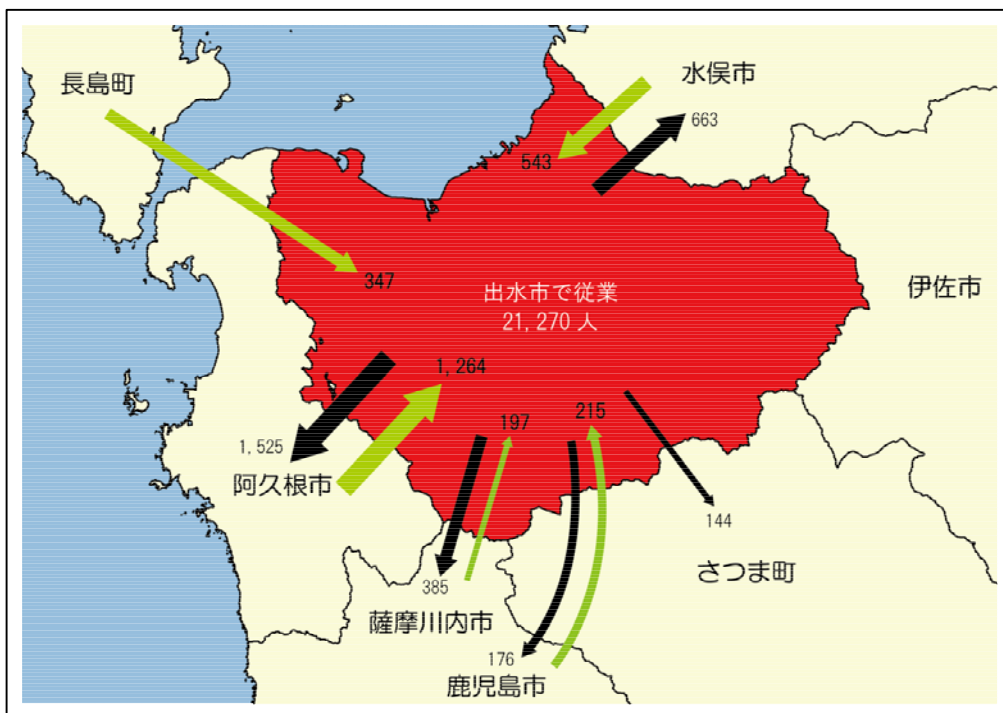 長島町
水俣市
663
543
伊佐市
347
出水市で従業
21,270 人
1,264
215
197
1,525
阿久根市
144
さつま町
385
薩摩川内市
176
鹿児島市